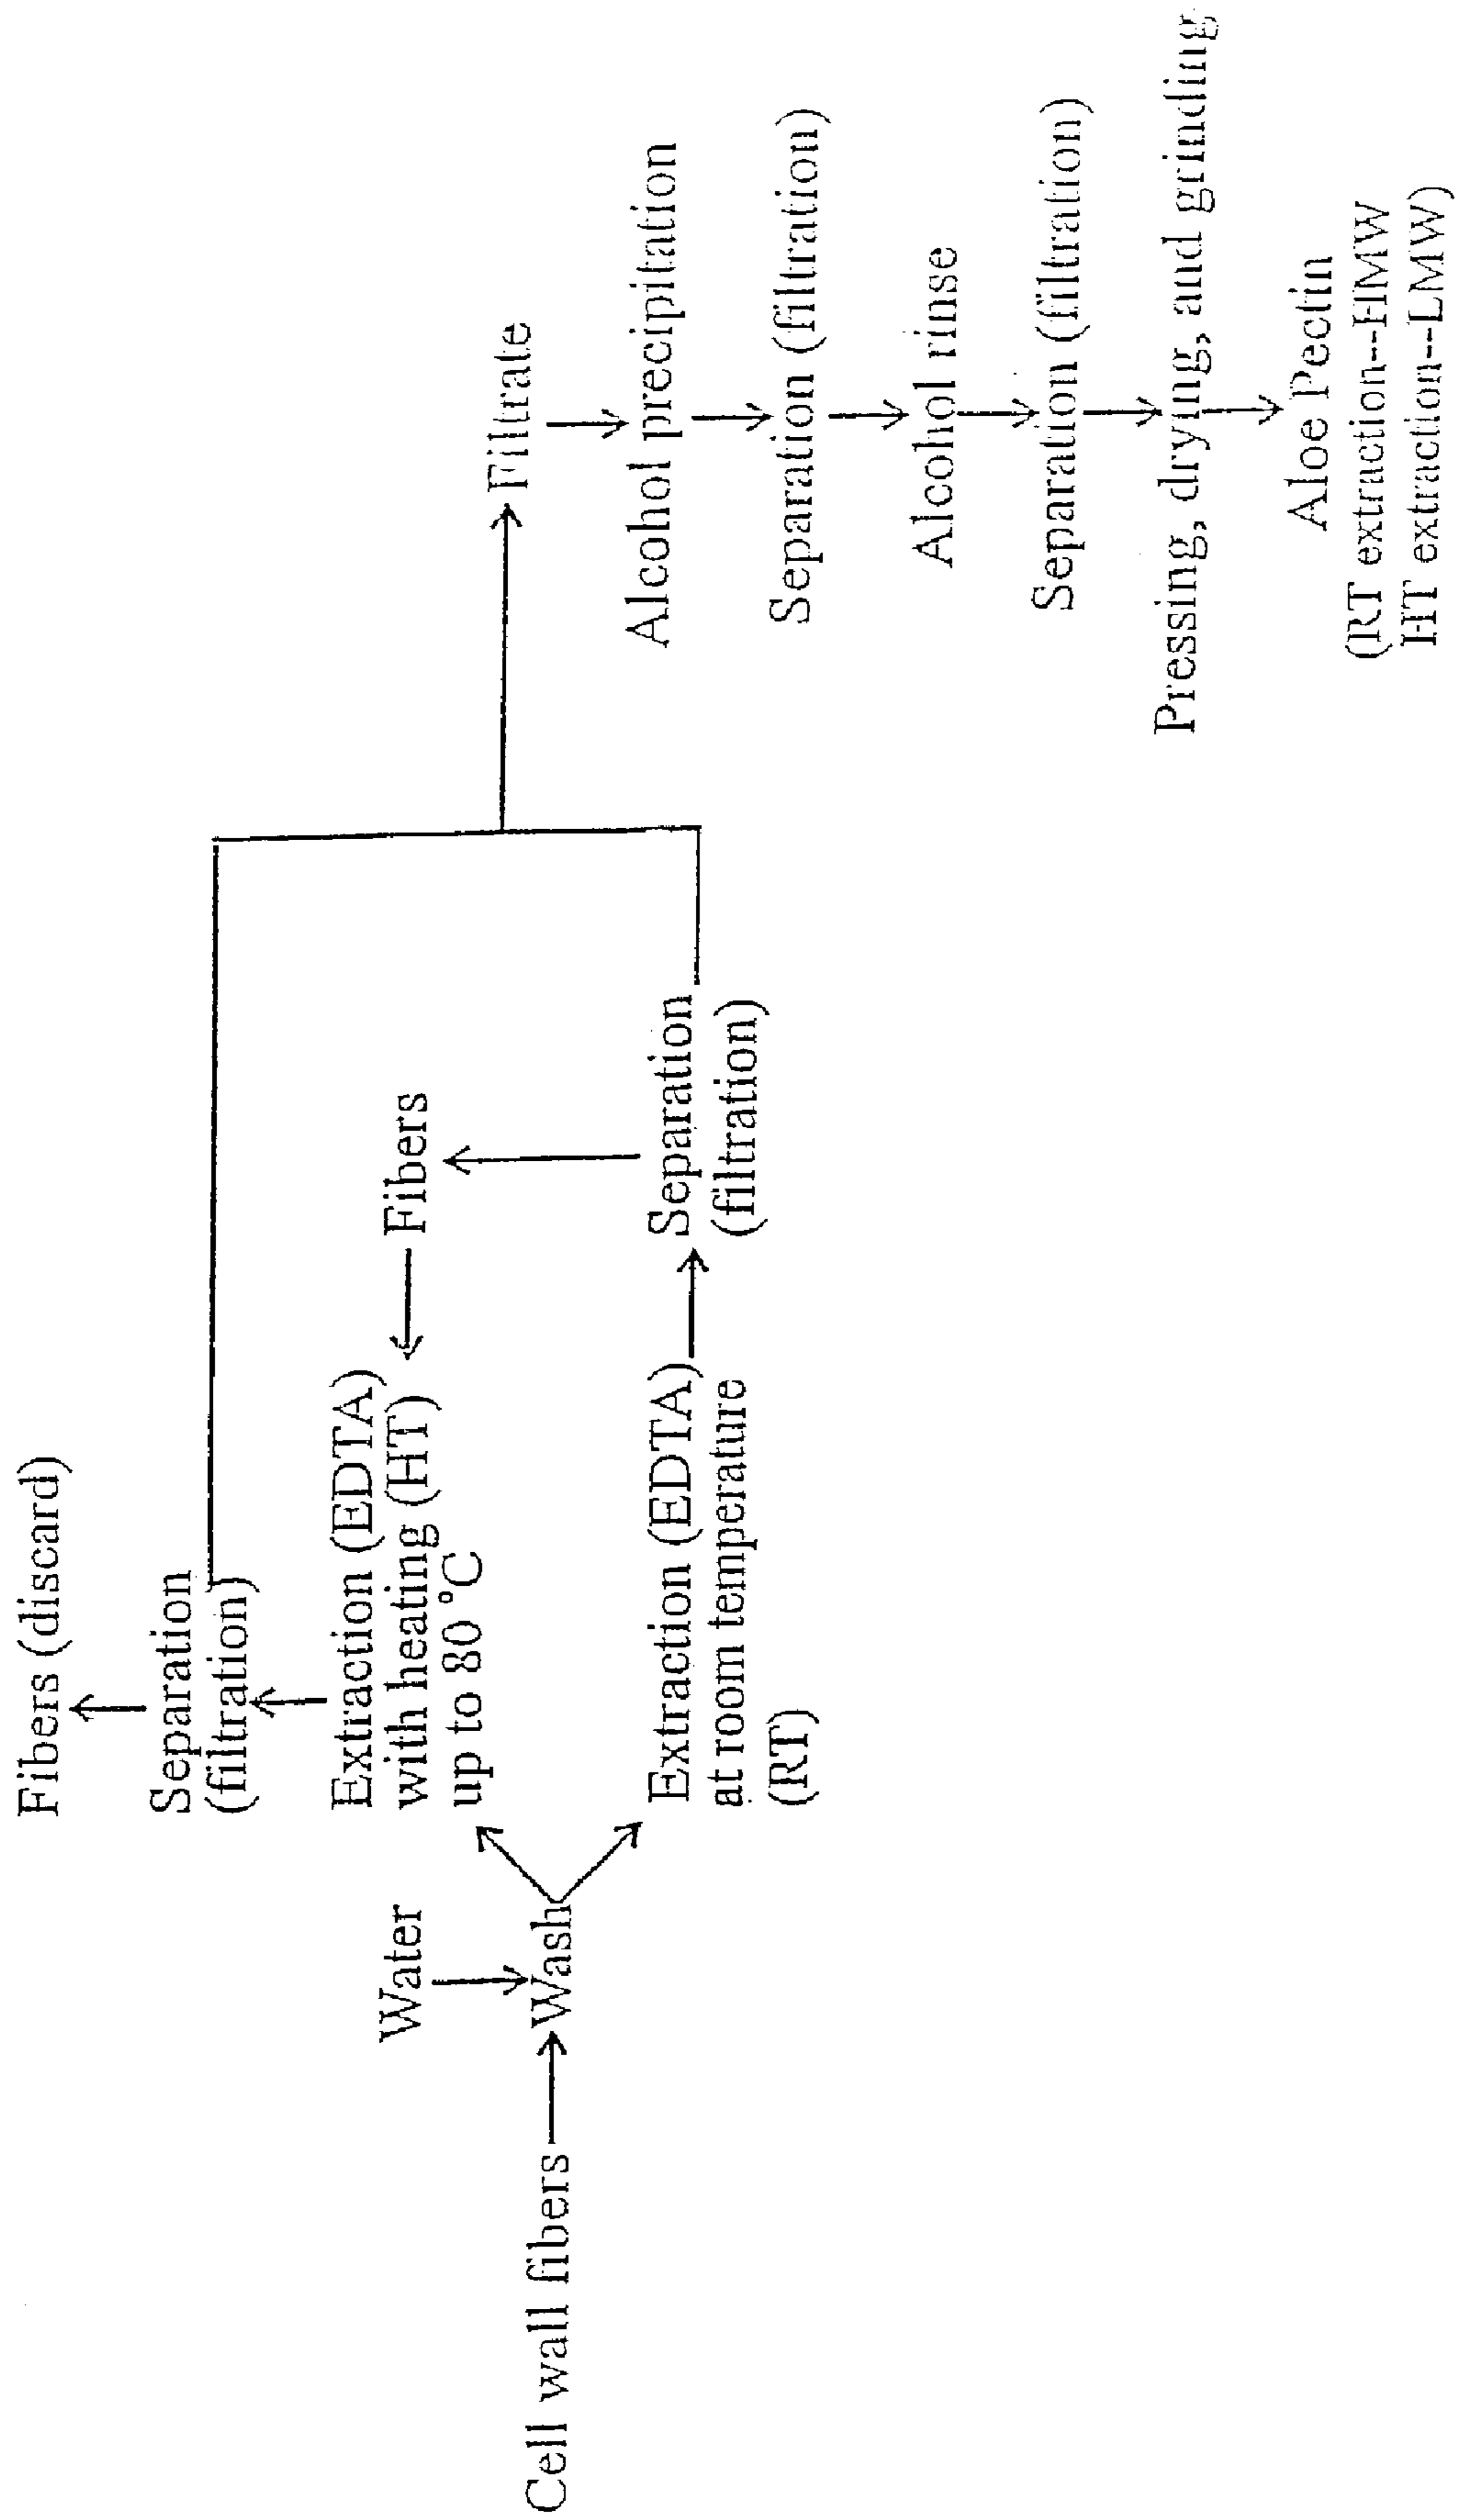 Fibers (discard)
Separation
(filtration)
Extraction (EDTA)
with heating (HT)
up to 80 °C
Fibers
Water
Cell wall fibers
Wash
Extraction (EDTA)
at room temperature
(RT)
Separation
(filtration)
Filtrate
Alcohol precipitation
Separation (filtration)
Alcohol rinse
Separation (filtration)
Pressing, drying, and grinding
Aloe Pectin
(RT extraction--HMW
HT extraction--LMW)